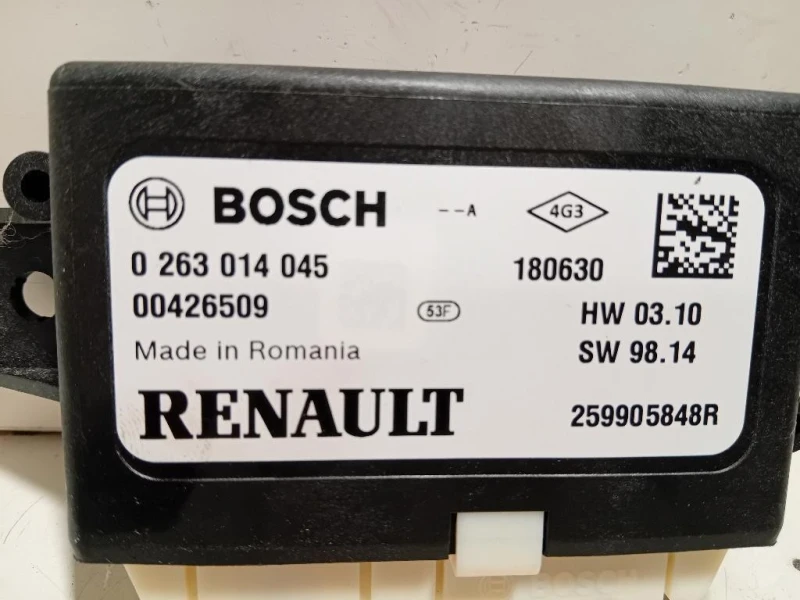 BOSCH --A 4G3
0 263 014 045 180630
00426509 53F HW 03.10
Made in Romania SW 98.14
RENAULT 259905848R
BOSCH